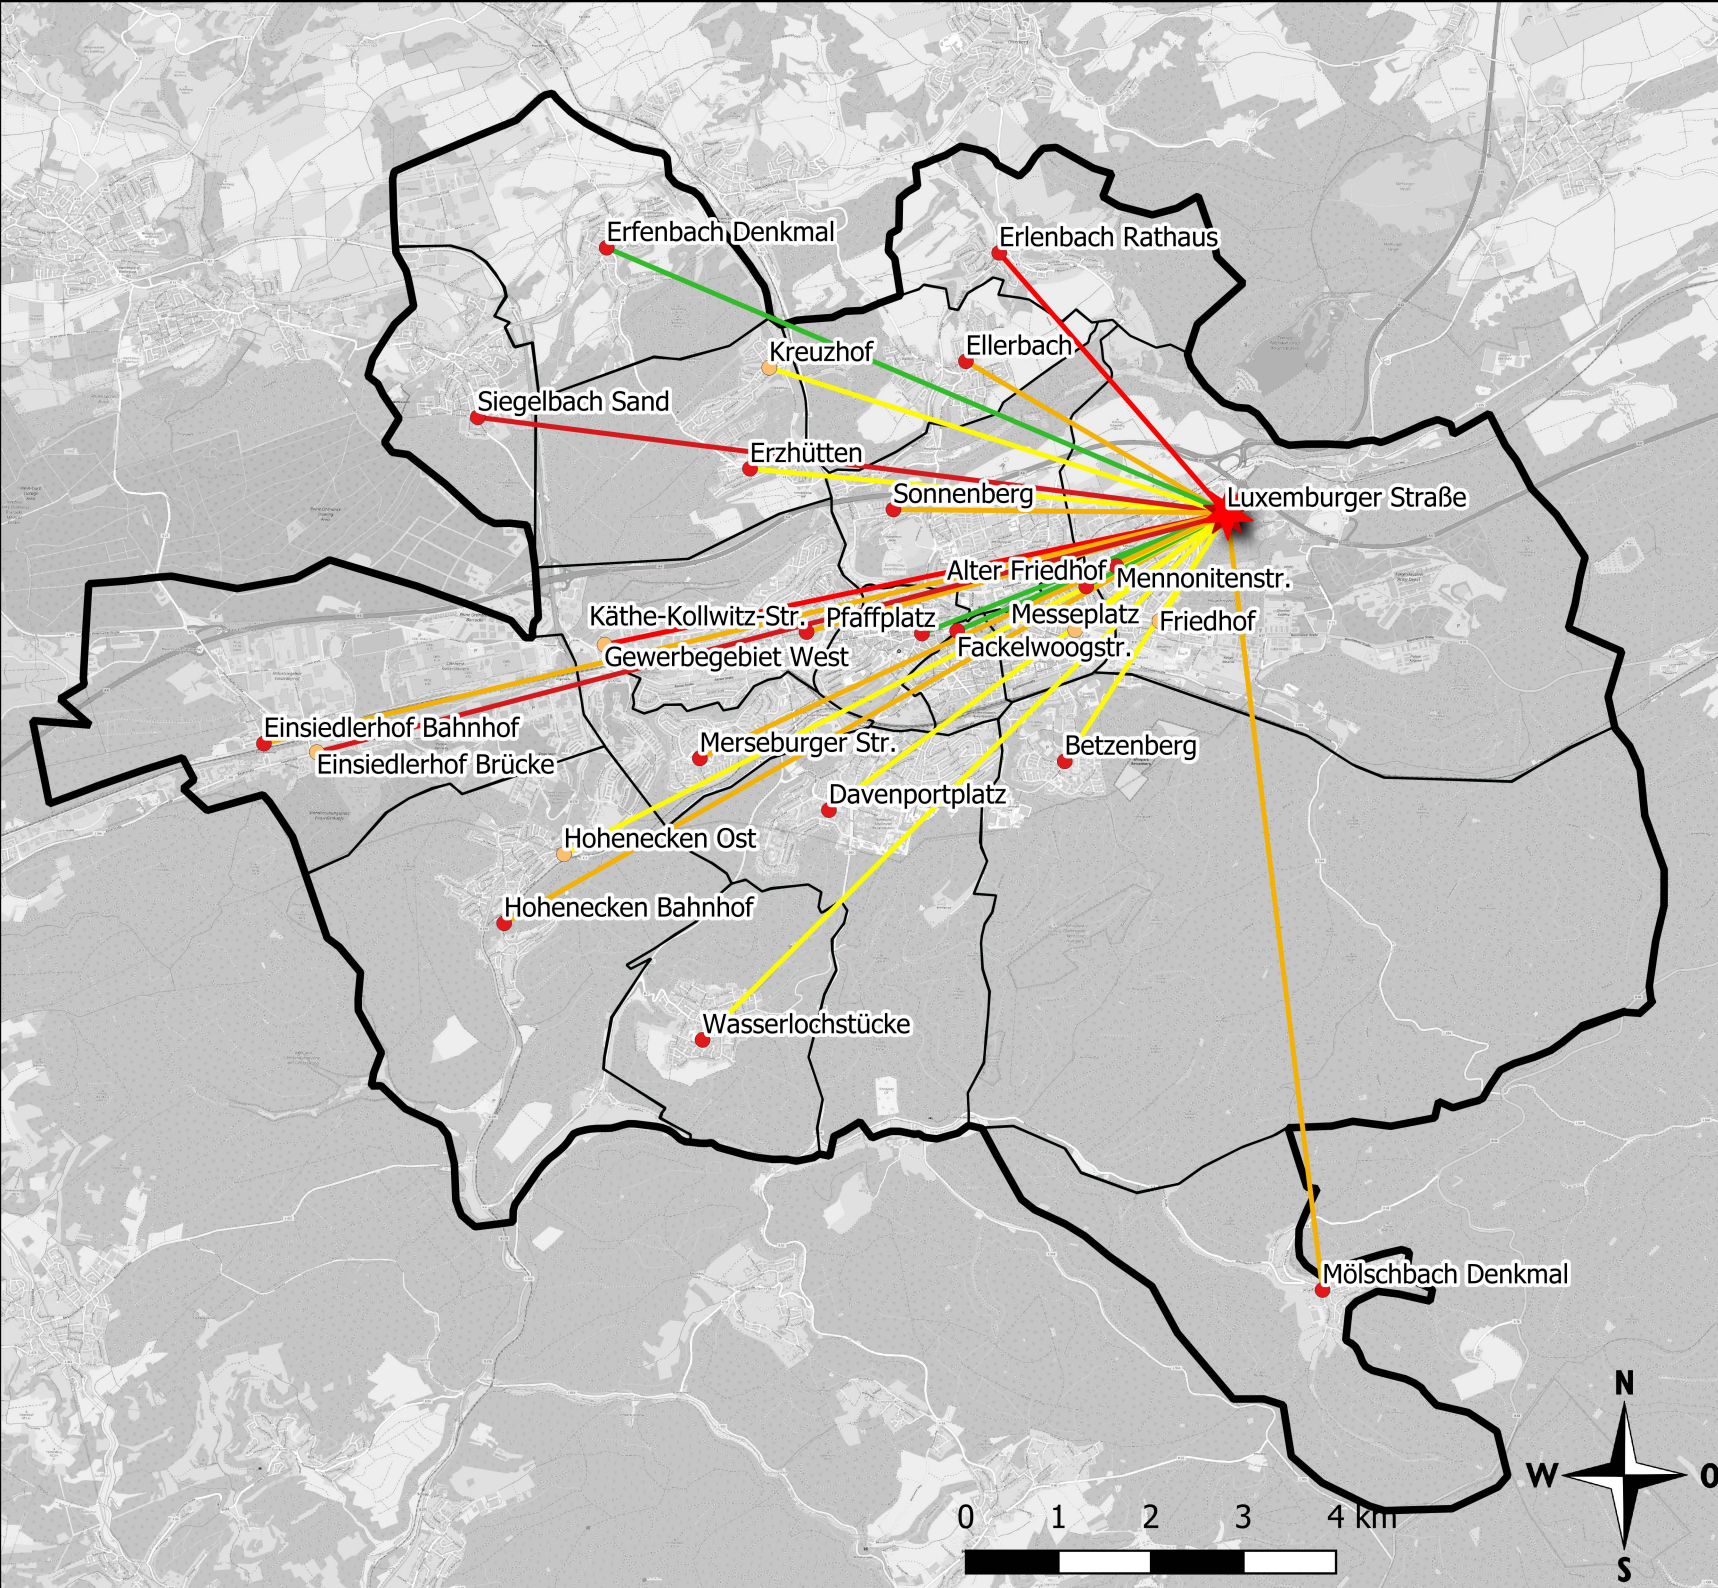 Erfenbach Denkmal
Erlenbach Rathaus
Kreuzhof
Ellerbach
Siegelbach Sand
Erzhütten
Sonnenberg
Luxemburger Straße
Alter Friedhof
Mennonitenstr.
Käthe-Kollwitz-Str.
Pfaffplatz
Messeplatz
Friedhof
Gewerbegebiet West
Fackelwoogstr.
Einsiedlerhof Bahnhof
Merseburger Str.
Betzenberg
Einsiedlerhof Brücke
Davenportplatz
Hohenecken Ost
Hohenecken Bahnhof
Wasserlochstücke
Mölschbach Denkmal
N
W O
S
0 1 2 3 4 km